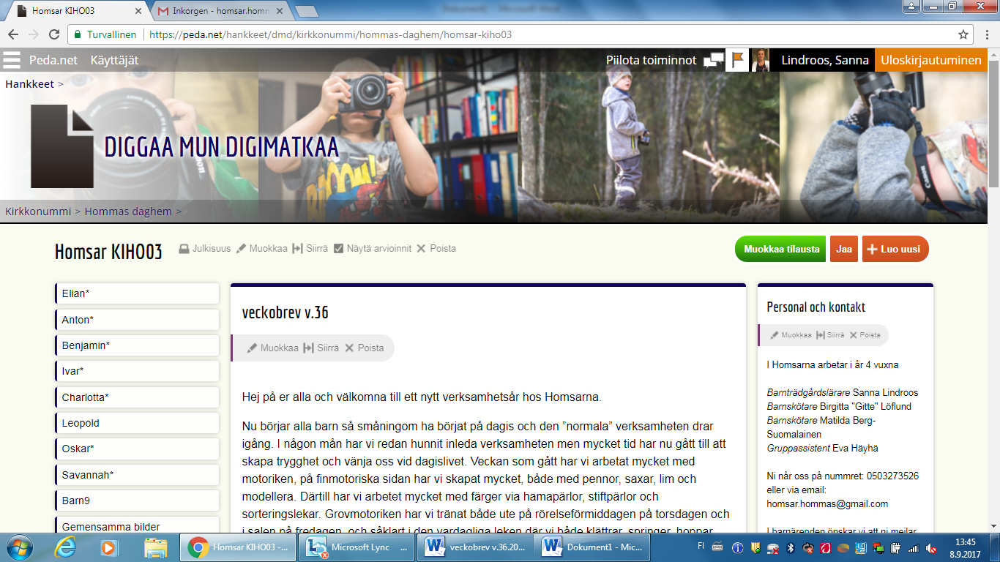 Homsar KIHO03
Inkorgen - homsar.homm
Dokument1 - Microsoft Word
Turvallinen
https://peda.net/hankkeet/dmd/kirkkonummi/hommas-daghem/homsar-kiho03
Peda.net Käyttäjät
Piilota toiminnot
Lindroos, Sanna
Uloskirjautuminen
Hankkeet >
DIGGAA MUN DIGIMATKAA
Kirkkonummi > Hommas daghem >
Homsar KIHO03
Julkisuus Muokkaa Siirrä Näytä arvioinnit Poista
Muokkaa tilausta
Jaa
Luo uusi
Elian*
Anton*
Benjamin*
Ivar*
Charlotta*
Leopold
Oskar*
Savannah*
Barn9
Gemensamma bilder
veckobrev v.36
Muokkaa Siirrä Poista
Hej på er alla och välkomna till ett nytt verksamhetsår hos Homsarna.
Nu börjar alla barn så småningom ha börjat på dagis och den ”normala” verksamheten drar
igång. I någon mån har vi redan hunnit inleda verksamheten men mycket tid har nu gått till att
skapa trygghet och vänja oss vid dagislivet. Veckan som gått har vi arbetat mycket med
motoriken, på finmotoriska sidan har vi skapat mycket, både med pennor, saxar, lim och
modellera. Därtill har vi arbetet mycket med färger via hamapärlor, stiftpärlor och
sorteringslekar. Grovmotoriken har vi tränat både ute på rörelseförmiddagen på torsdagen och
i salen på fredagen, och såklart i den vardagliga leken där vi både klättrar, springer, hoppar
Personal och kontakt
Muokkaa Siirrä Poista
I Homsarna arbetar i år 4 vuxna
Barnträdgårdslärare Sanna Lindroos
Barnskötare Birgitta "Gitte" Löflund
Barnskötare Matilda Berg-
Suomalainen
Gruppassistent Eva Häyhä
Ni når oss på nummret: 0503273526
eller via email:
homsar.hommas@gmail.com
I barnärenden önskar vi att ni mejlar
Homsar KIHO03 -...
Microsoft Lync ...
veckobrev v.36.20...
Dokument1 - Mic...
FI
13:45
8.9.2017